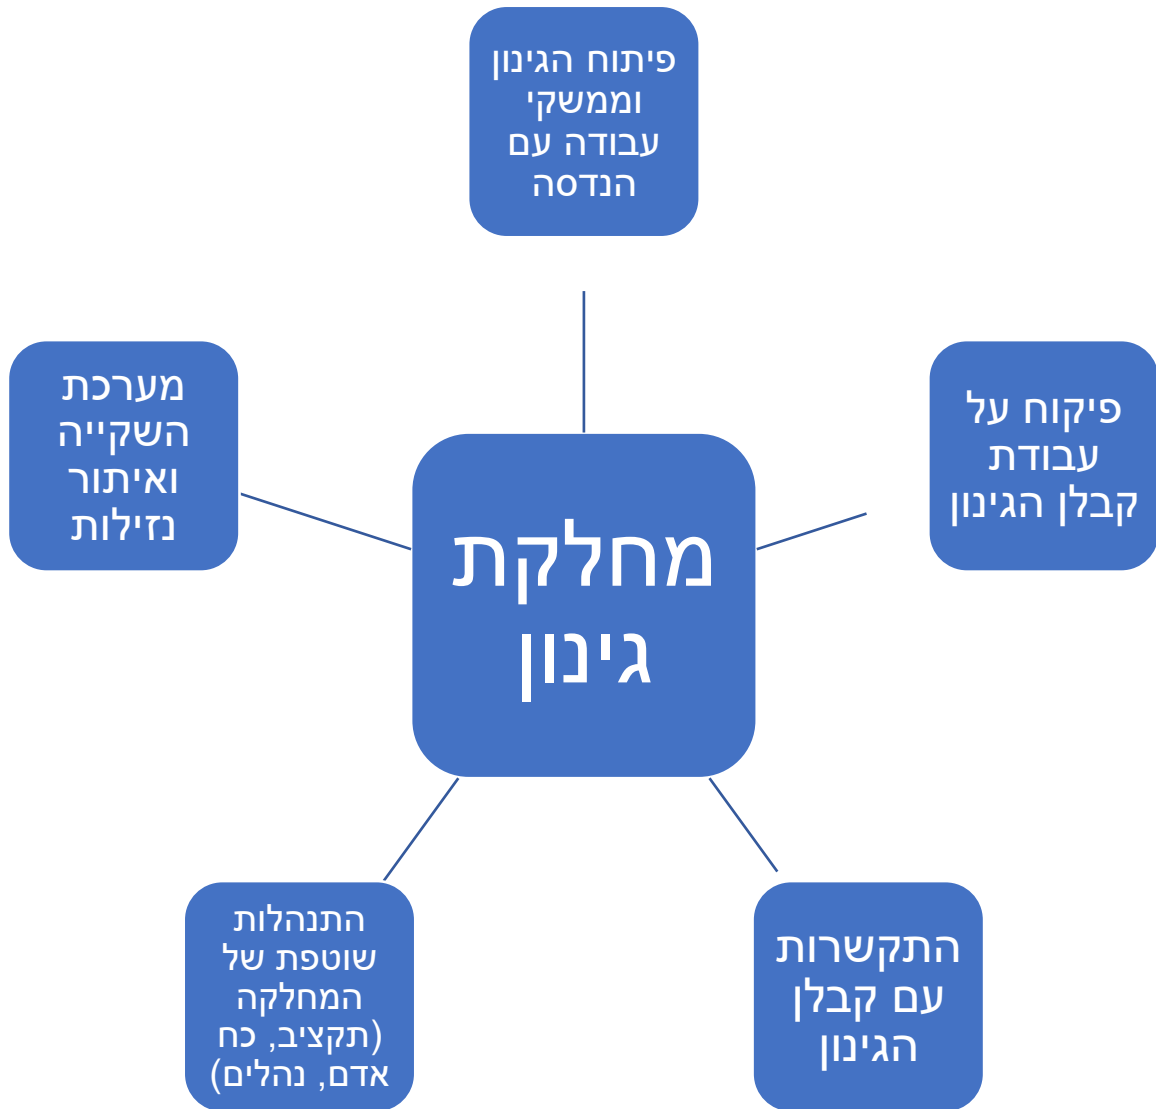 פיתוח הגינון
וממשקי
עבודה עם
הנדסה
פיקוח על
עבודת
קבלן הגינון
מערכת
השקייה
ואיתור
נזילות
מחלקת
גינון
התקשרות
עם קבלן
הגינון
התנהלות
שוטפת של
המחלקה
(תקציב, כח
אדם, נהלים)